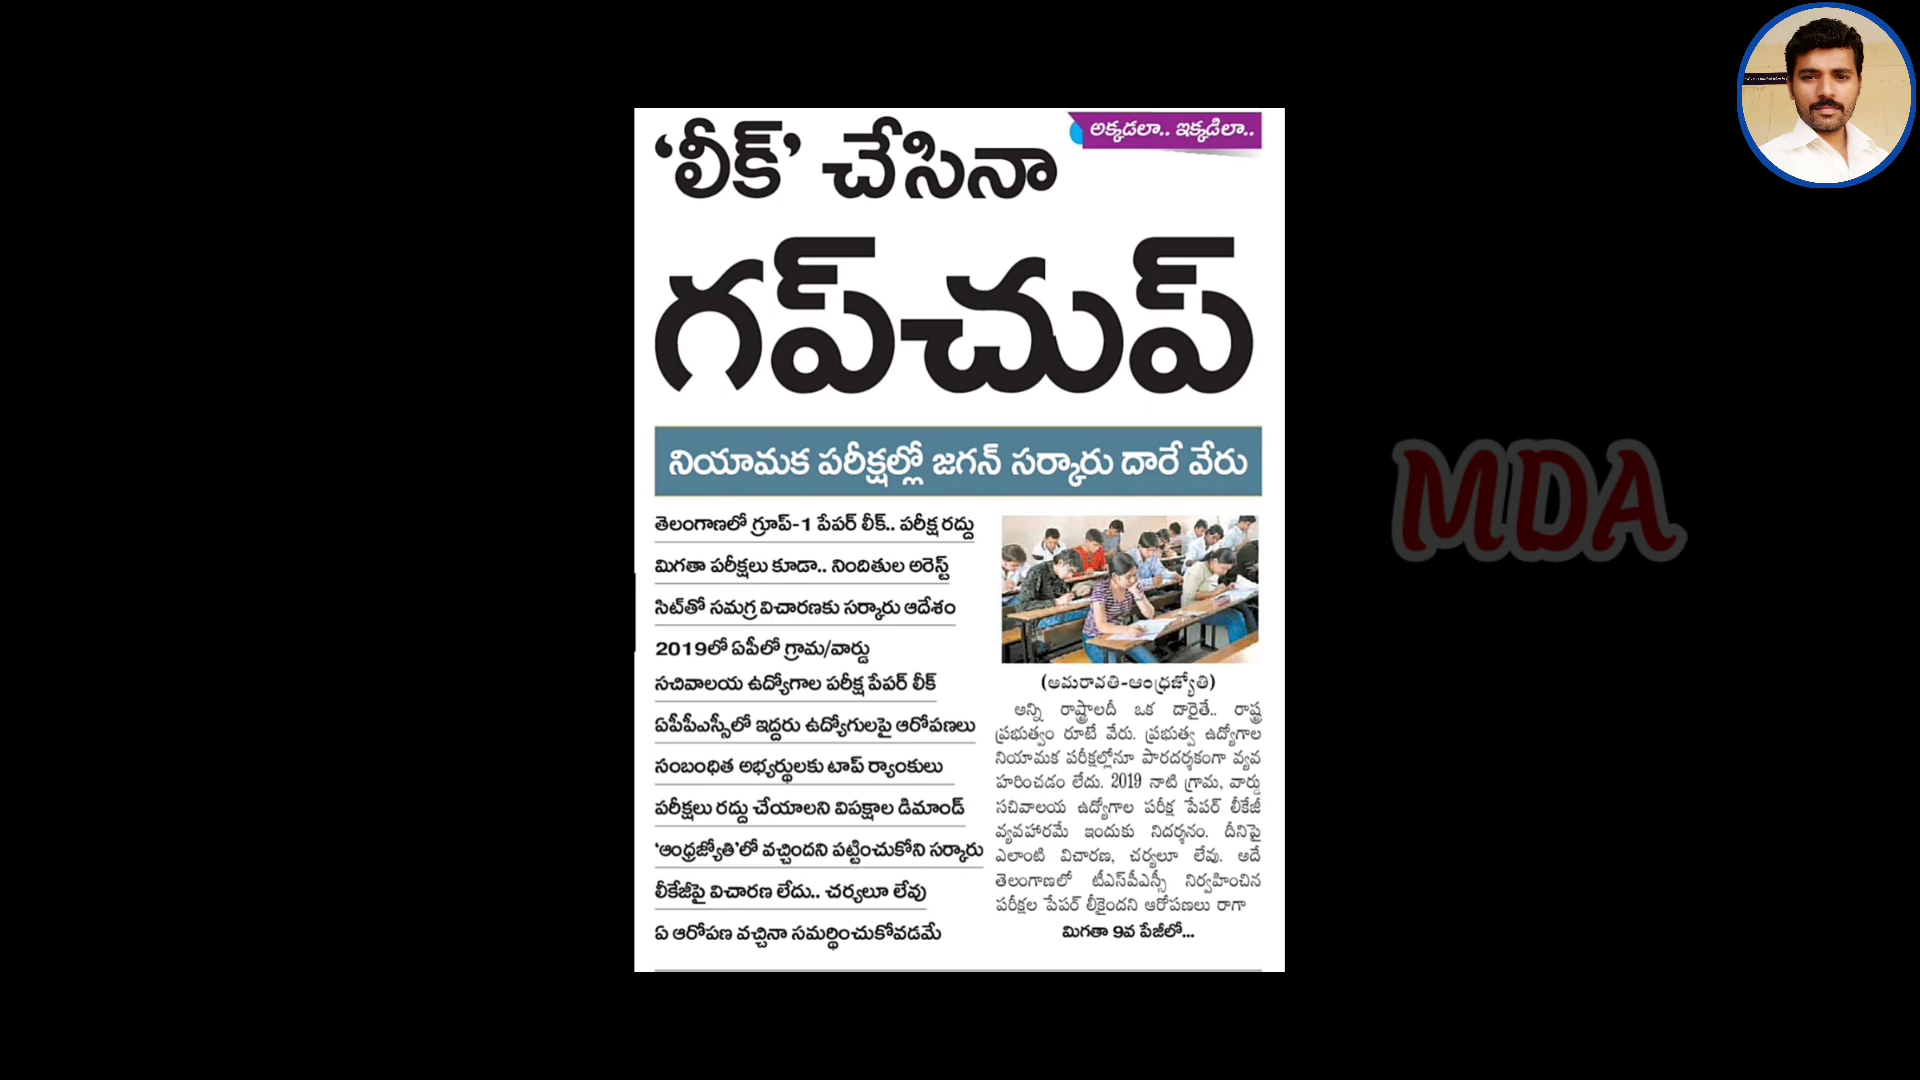 ‘లీక్’ చేసినా
అక్కడలా.. ఇక్కడిలా..
గప్‌చుప్
నియామక పరీక్షల్లో జగన్ సర్కారు దారే వేరు
తెలంగాణలో గ్రూప్-1 పేపర్ లీక్.. పరీక్ష రద్దు
మిగతా పరీక్షలు కూడా.. నిందితుల అరెస్ట్
సిట్‌తో సమగ్ర విచారణకు సర్కారు ఆదేశం
2019లో ఏపీలో గ్రామ/వార్డు
సచివాలయ ఉద్యోగాల పరీక్ష పేపర్ లీక్
ఏపీపీఎస్సీలో ఇద్దరు ఉద్యోగులపై ఆరోపణలు
సంబంధిత అభ్యర్థులకు టాప్ ర్యాంకులు
పరీక్షలు రద్దు చేయాలని విపక్షాల డిమాండ్
‘ఆంధ్రజ్యోతి’లో వచ్చిందని పట్టించుకోని సర్కారు
లీకేజీపై విచారణ లేదు.. చర్యలూ లేవు
ఏ ఆరోపణ వచ్చినా సమర్థించుకోవడమే
(అమరావతి-ఆంధ్రజ్యోతి)
అన్ని రాష్ట్రాలదీ ఒక దారైతే.. రాష్ట్ర
ప్రభుత్వం రూటే వేరు. ప్రభుత్వ ఉద్యోగాల
నియామక పరీక్షల్లోనూ పారదర్శకంగా వ్యవ
హరించడం లేదు. 2019 నాటి గ్రామ, వార్డు
సచివాలయ ఉద్యోగాల పరీక్ష పేపర్ లీకేజీ
వ్యవహారమే ఇందుకు నిదర్శనం. దీనిపై
ఎలాంటి విచారణ, చర్యలూ లేవు. అదే
తెలంగాణలో టీఎస్‌పీఎస్సీ నిర్వహించిన
పరీక్షల పేపర్ లీకైందని ఆరోపణలు రాగా
మిగతా 9వ పేజీలో...
MDA